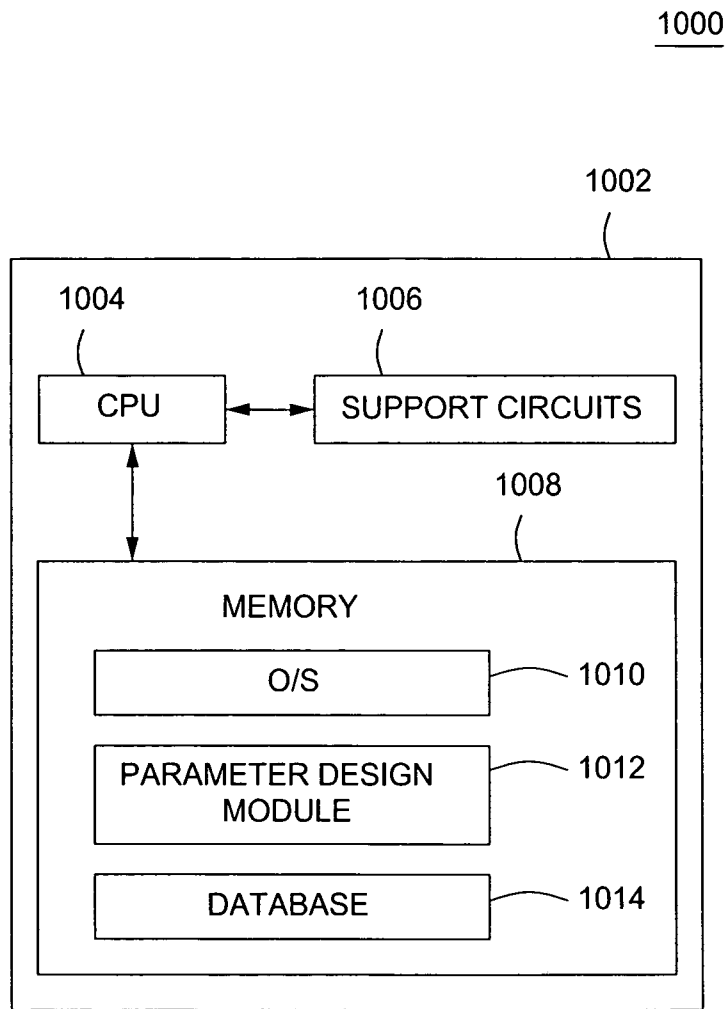 1000
1002
1004
1006
CPU
SUPPORT CIRCUITS
1008
MEMORY
O/S
1010
PARAMETER DESIGN
MODULE
1012
DATABASE
1014